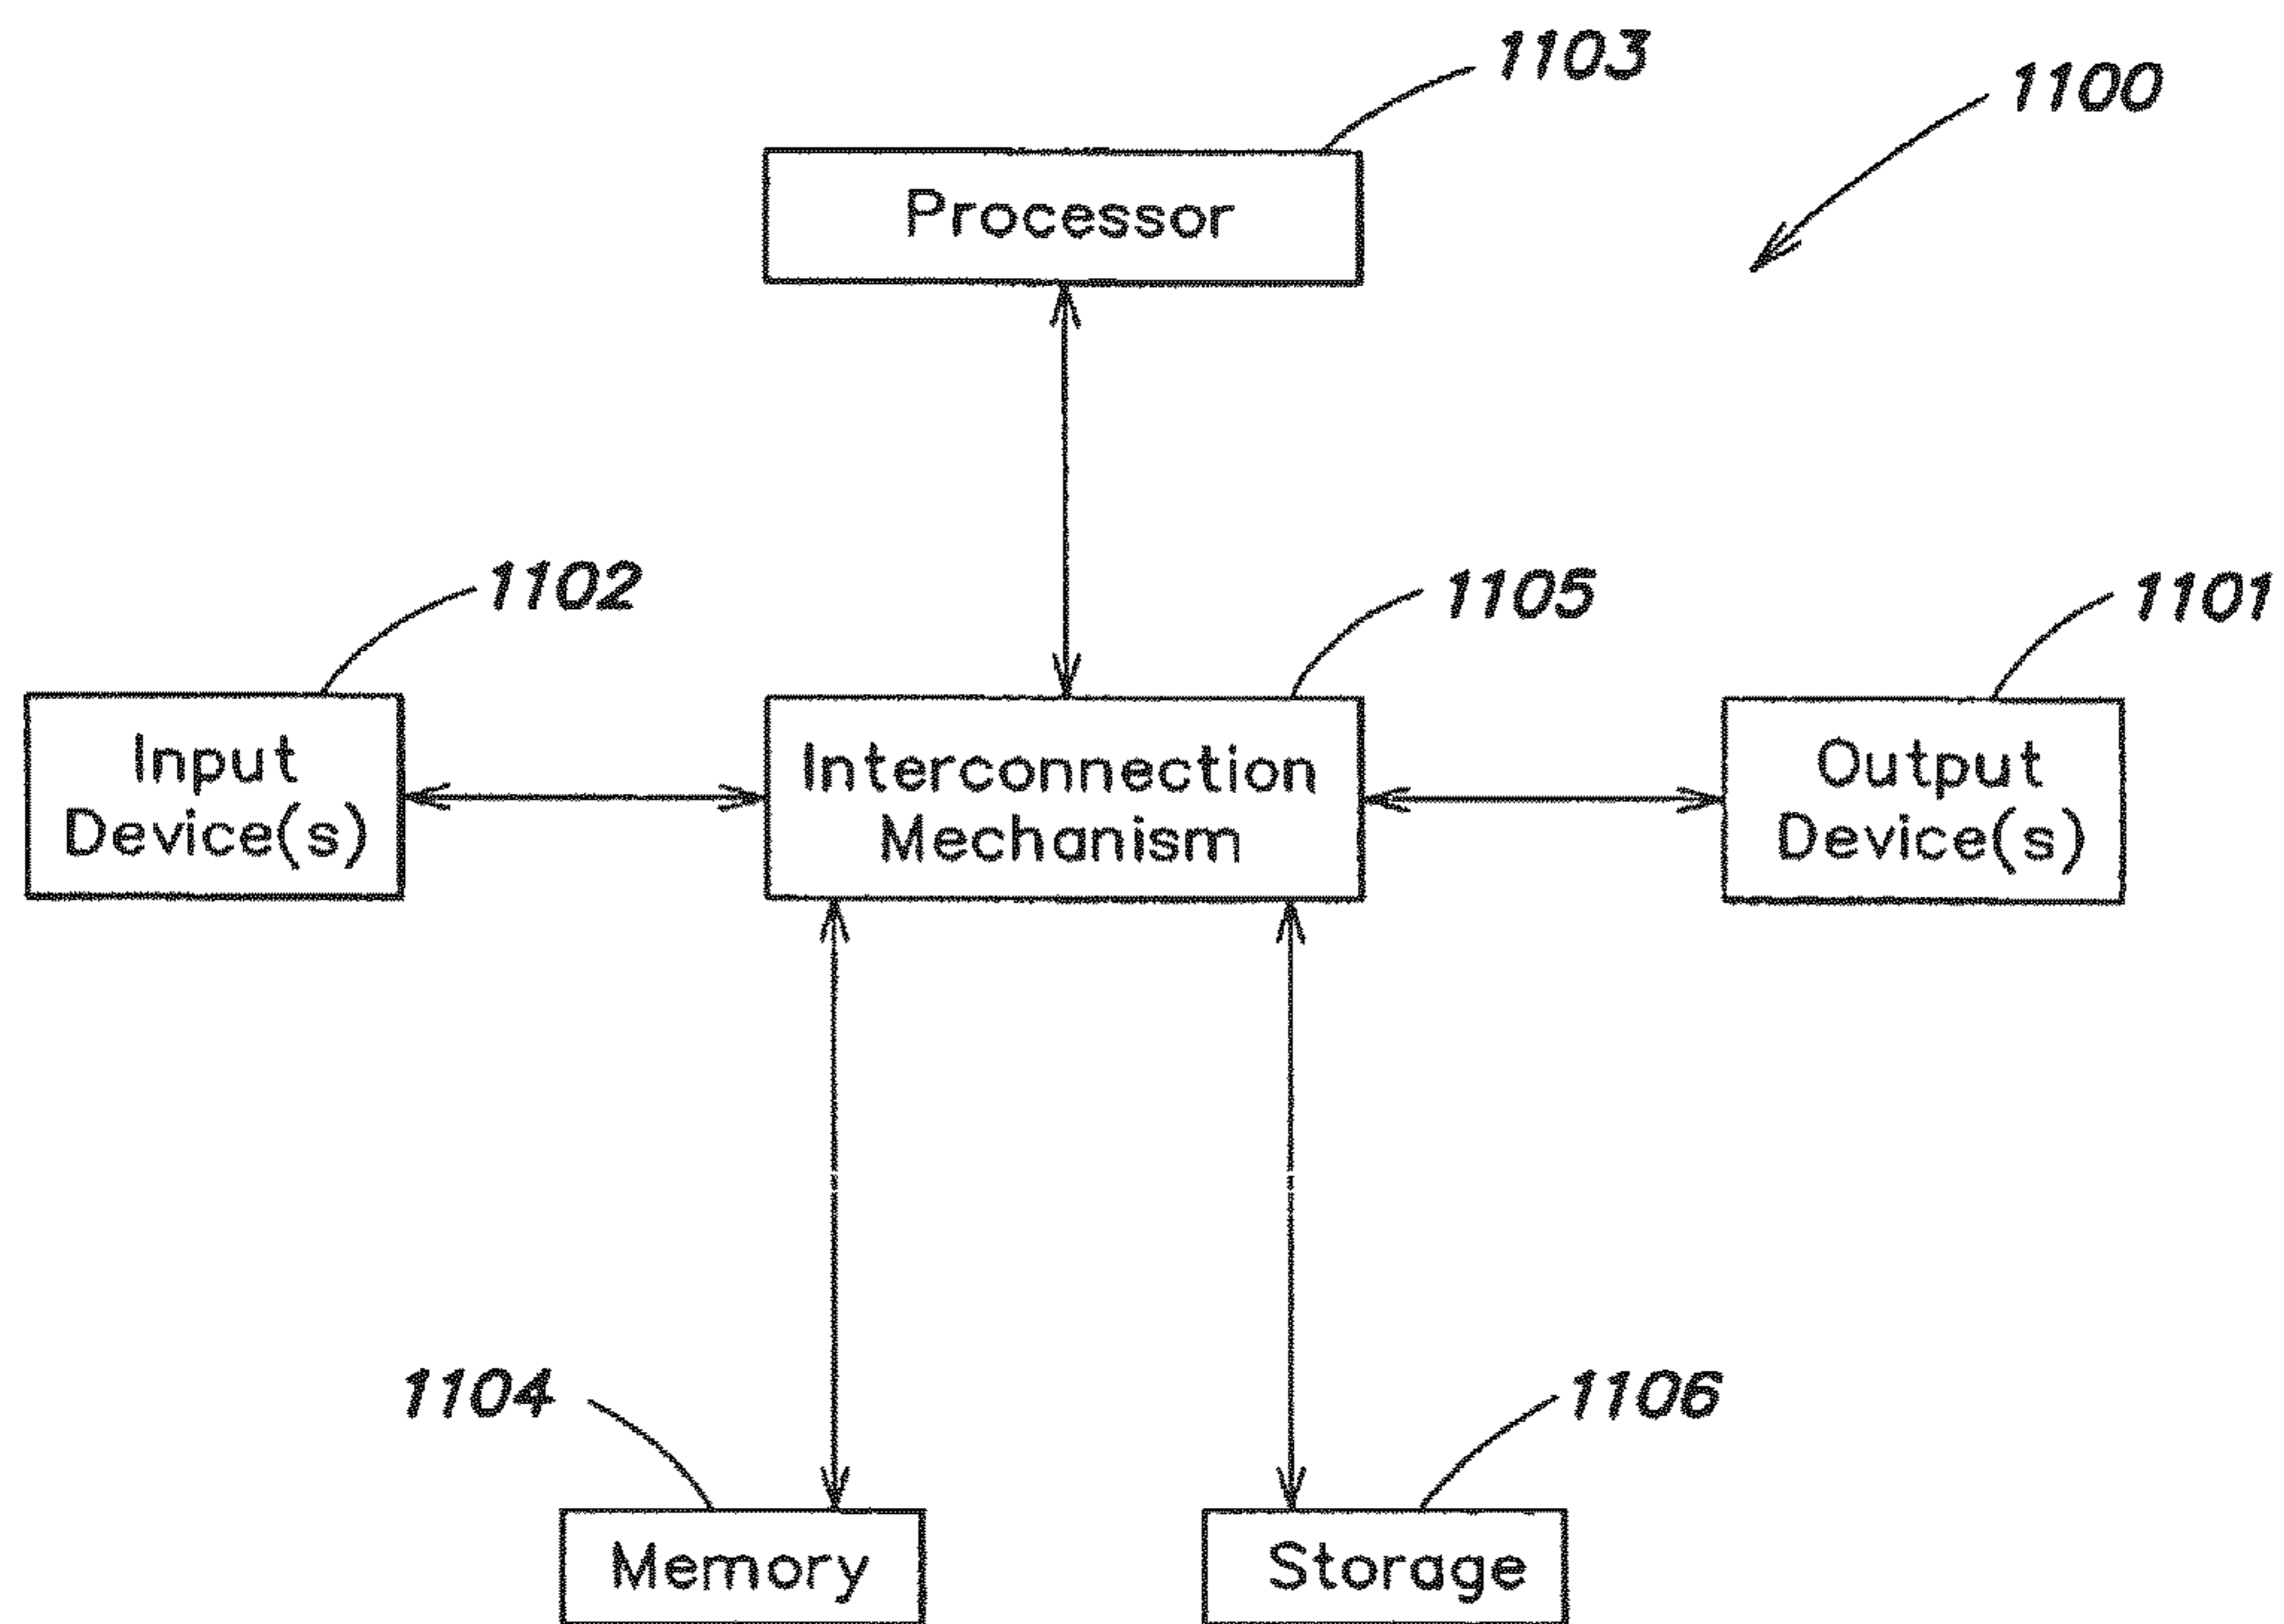 1103
1100
Processor
1102
1105
1101
Input
Device(s)
Interconnection
Mechanism
Output
Device(s)
1104
1106
Memory
Storage